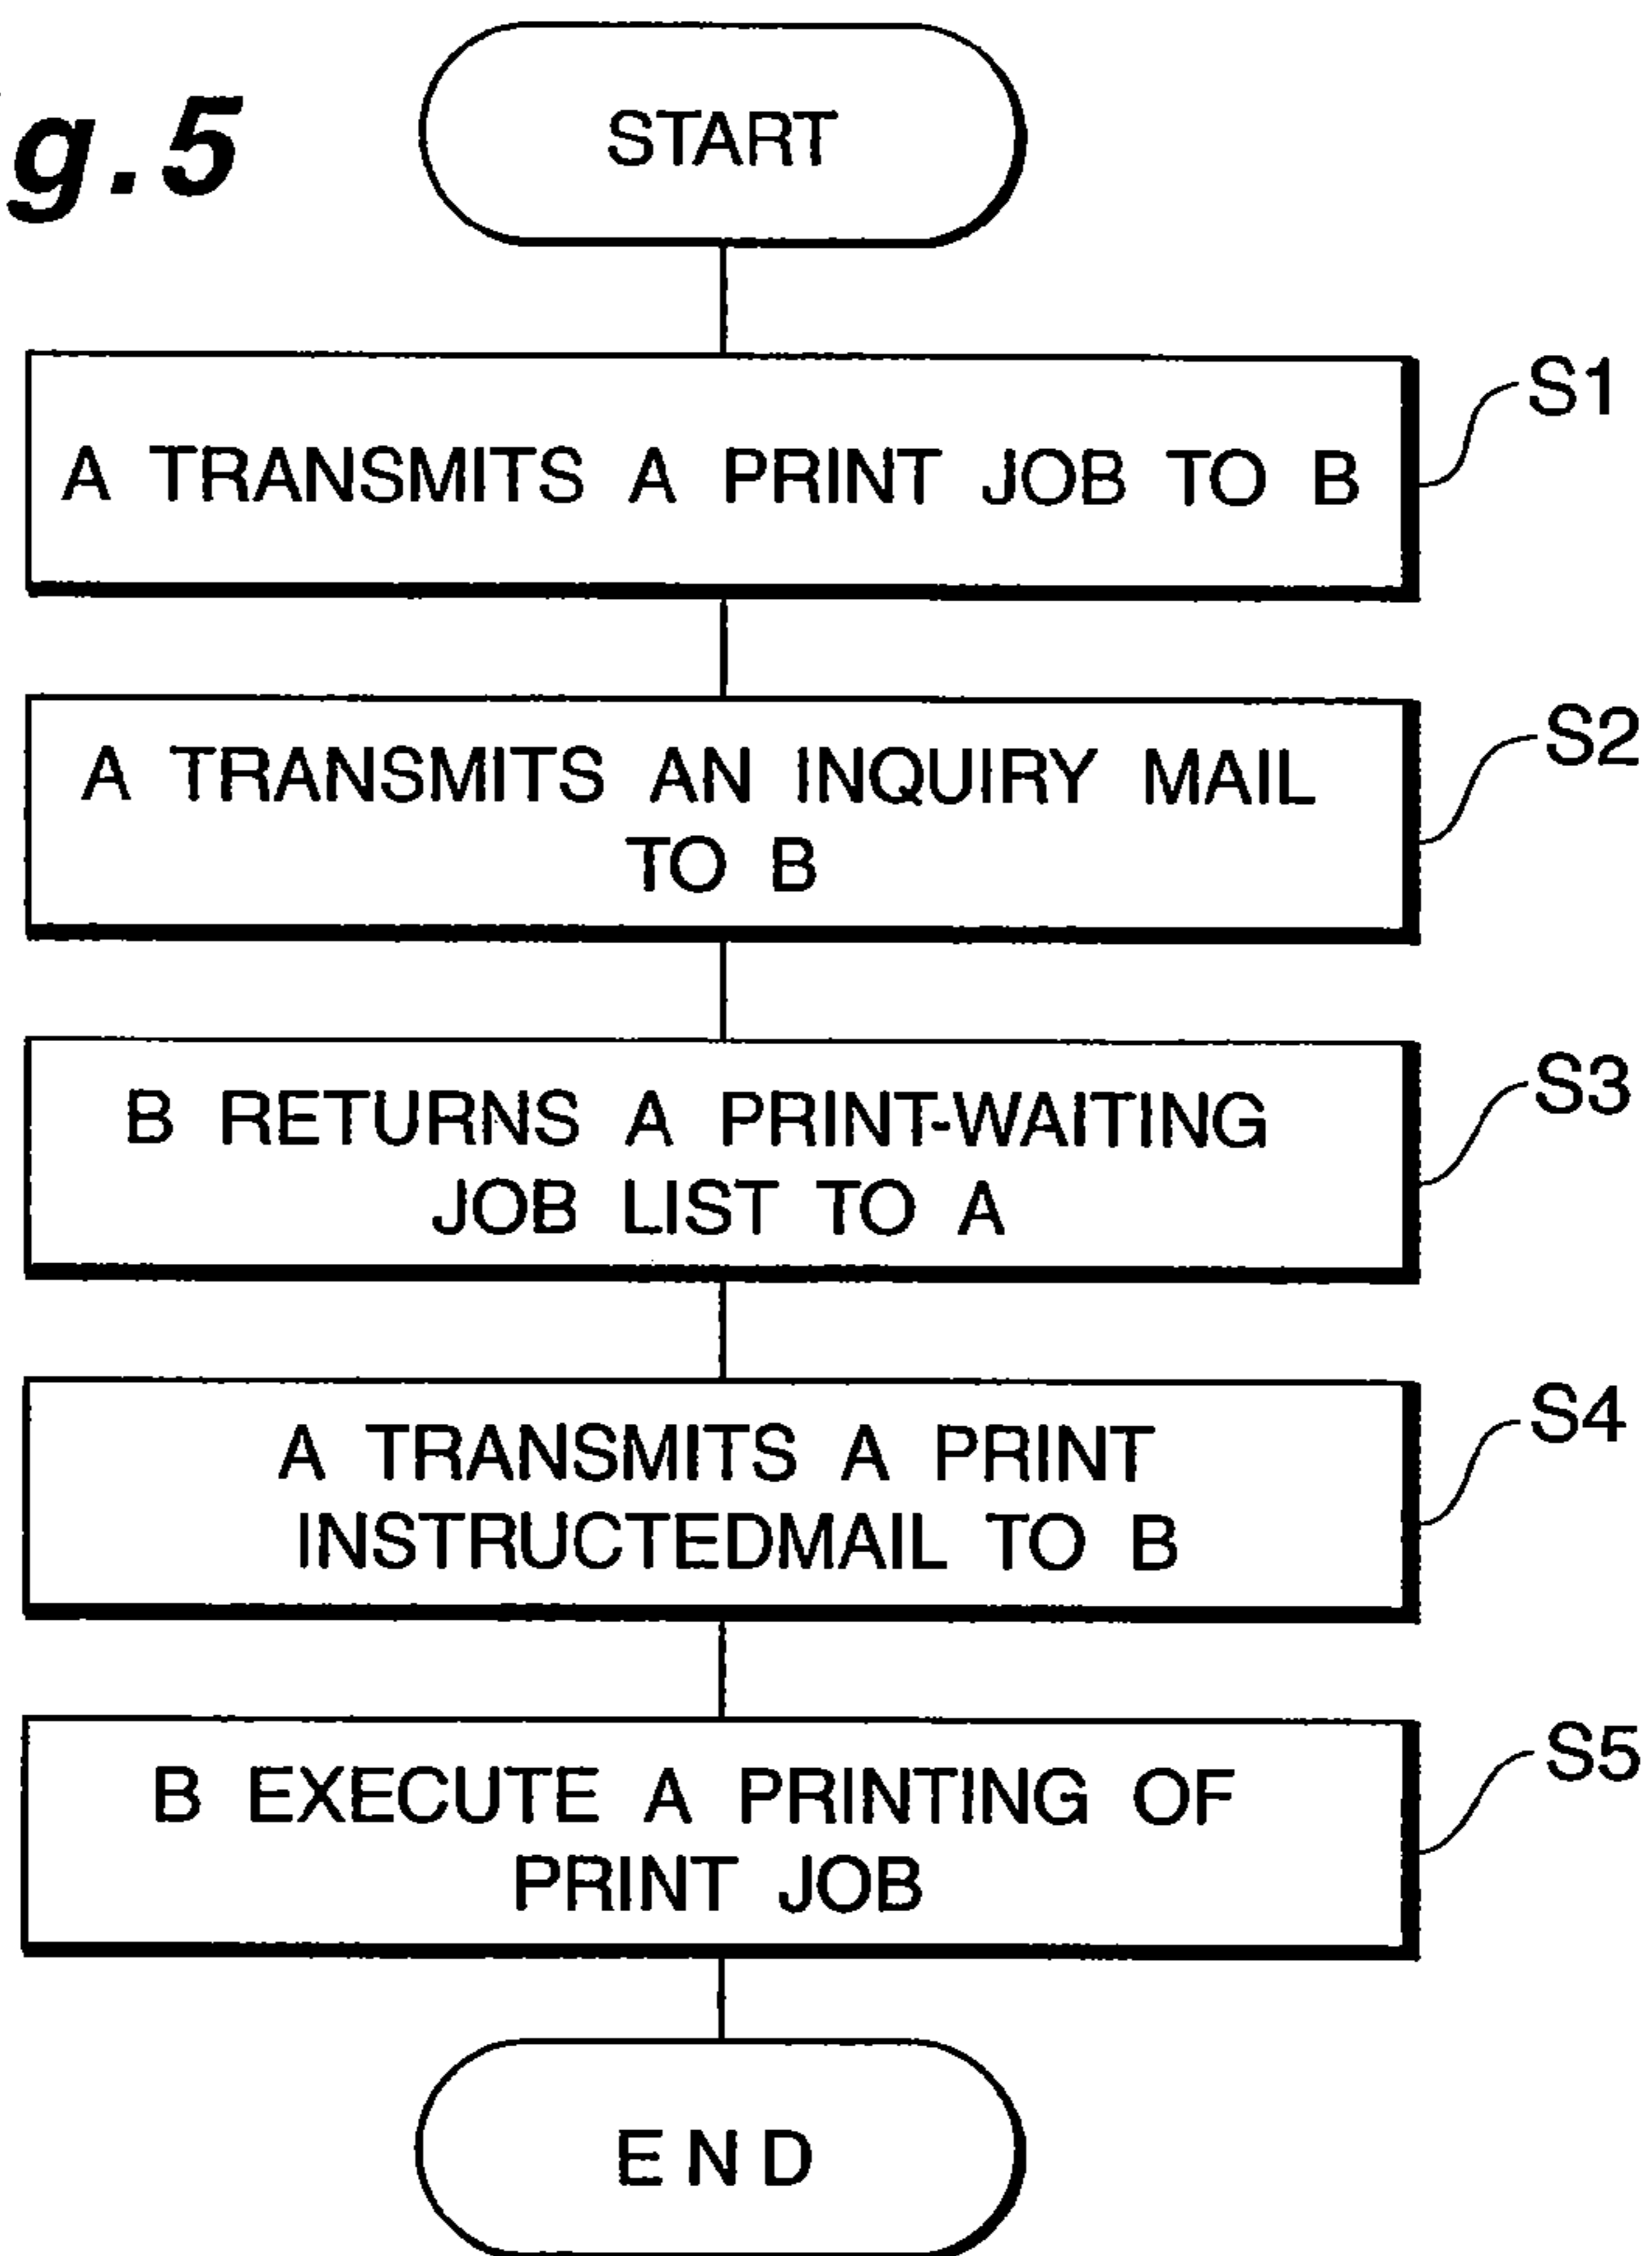 g.5
START
A TRANSMITS A PRINT JOB TO B
S1
A TRANSMITS AN INQUIRY MAIL
TO B
S2
B RETURNS A PRINT-WAITING
JOB LIST TO A
S3
A TRANSMITS A PRINT
INSTRUCTEDMAIL TO B
S4
B EXECUTE A PRINTING OF
PRINT JOB
S5
END